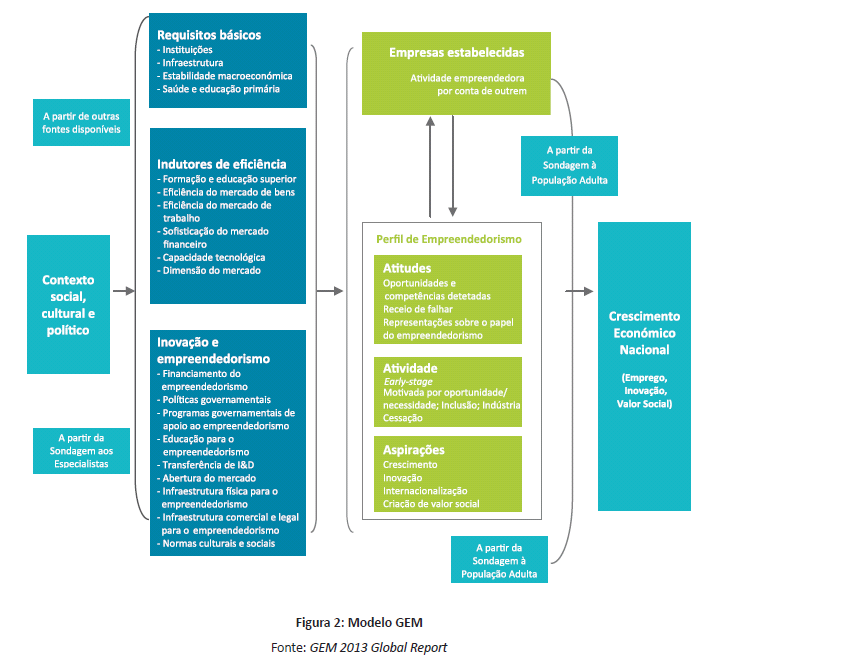 A partir de outras
fontes disponíveis
Contexto
social,
cultural e
político
A partir da
Sondagem aos
Especialistas
Requisitos básicos
- Instituições
- Infraestrutura
- Estabilidade macroeconómica
- Saúde e educação primária
Indutores de eficiência
- Formação e educação superior
- Eficiência do mercado de bens
- Eficiência do mercado de
trabalho
- Sofisticação do mercado
financeiro
- Capacidade tecnológica
- Dimensão do mercado
Inovação e
empreendedorismo
- Financiamento do
empreendedorismo
- Políticas governamentais
- Programas governamentais de
apoio ao empreendedorismo
- Educação para o
empreendedorismo
- Transferência de I&D
- Abertura do mercado
- Infraestrutura física para o
empreendedorismo
- Infraestrutura comercial e legal
para o empreendedorismo
- Normas culturais e sociais
Empresas estabelecidas
Atividade empreendedora
por conta de outrem
Perfil de Empreendedorismo
Atitudes
Oportunidades e
competências detetadas
Receio de falhar
Representações sobre o papel
do empreendedorismo
Atividade
Early-stage
Motivada por oportunidade/
necessidade; Inclusão; Indústria
Cessação
Aspirações
Crescimento
Inovação
Internacionalização
Criação de valor social
A partir da
Sondagem à
População Adulta
A partir da
Sondagem à
População Adulta
Crescimento
Económico
Nacional
(Emprego,
Inovação,
Valor Social)
Figura 2: Modelo GEM
Fonte: GEM 2013 Global Report